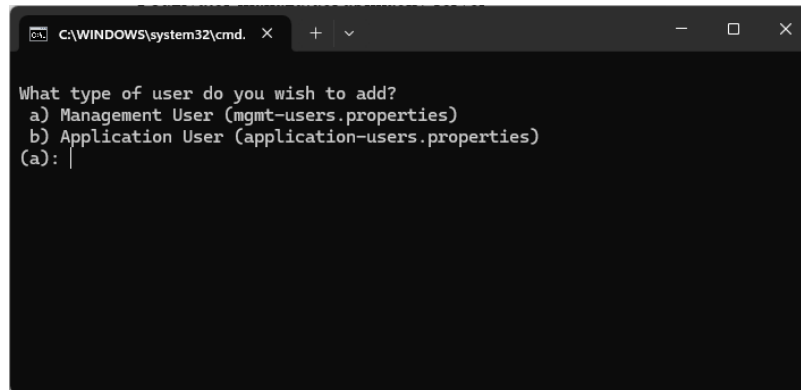 C:\WINDOWS\system32\cmd.
What type of user do you wish to add?
a) Management User (mgmt-users.properties)
b) Application User (application-users.properties)
(a):